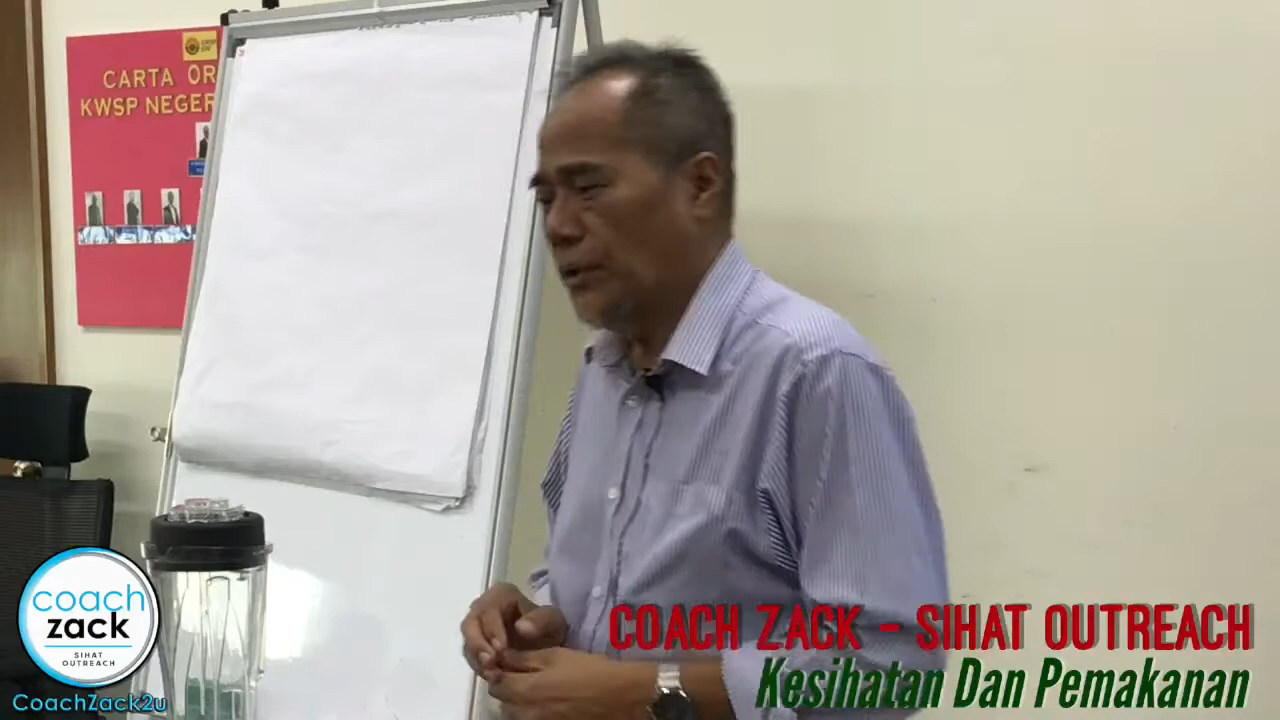 CARTA OR
KWSP NEGER
coach
zack
SIHAT
OUTREACH
CoachZack2u
COACH ZACK - SIHAT OUTREACH
Kesihatan Dan Pemakanan